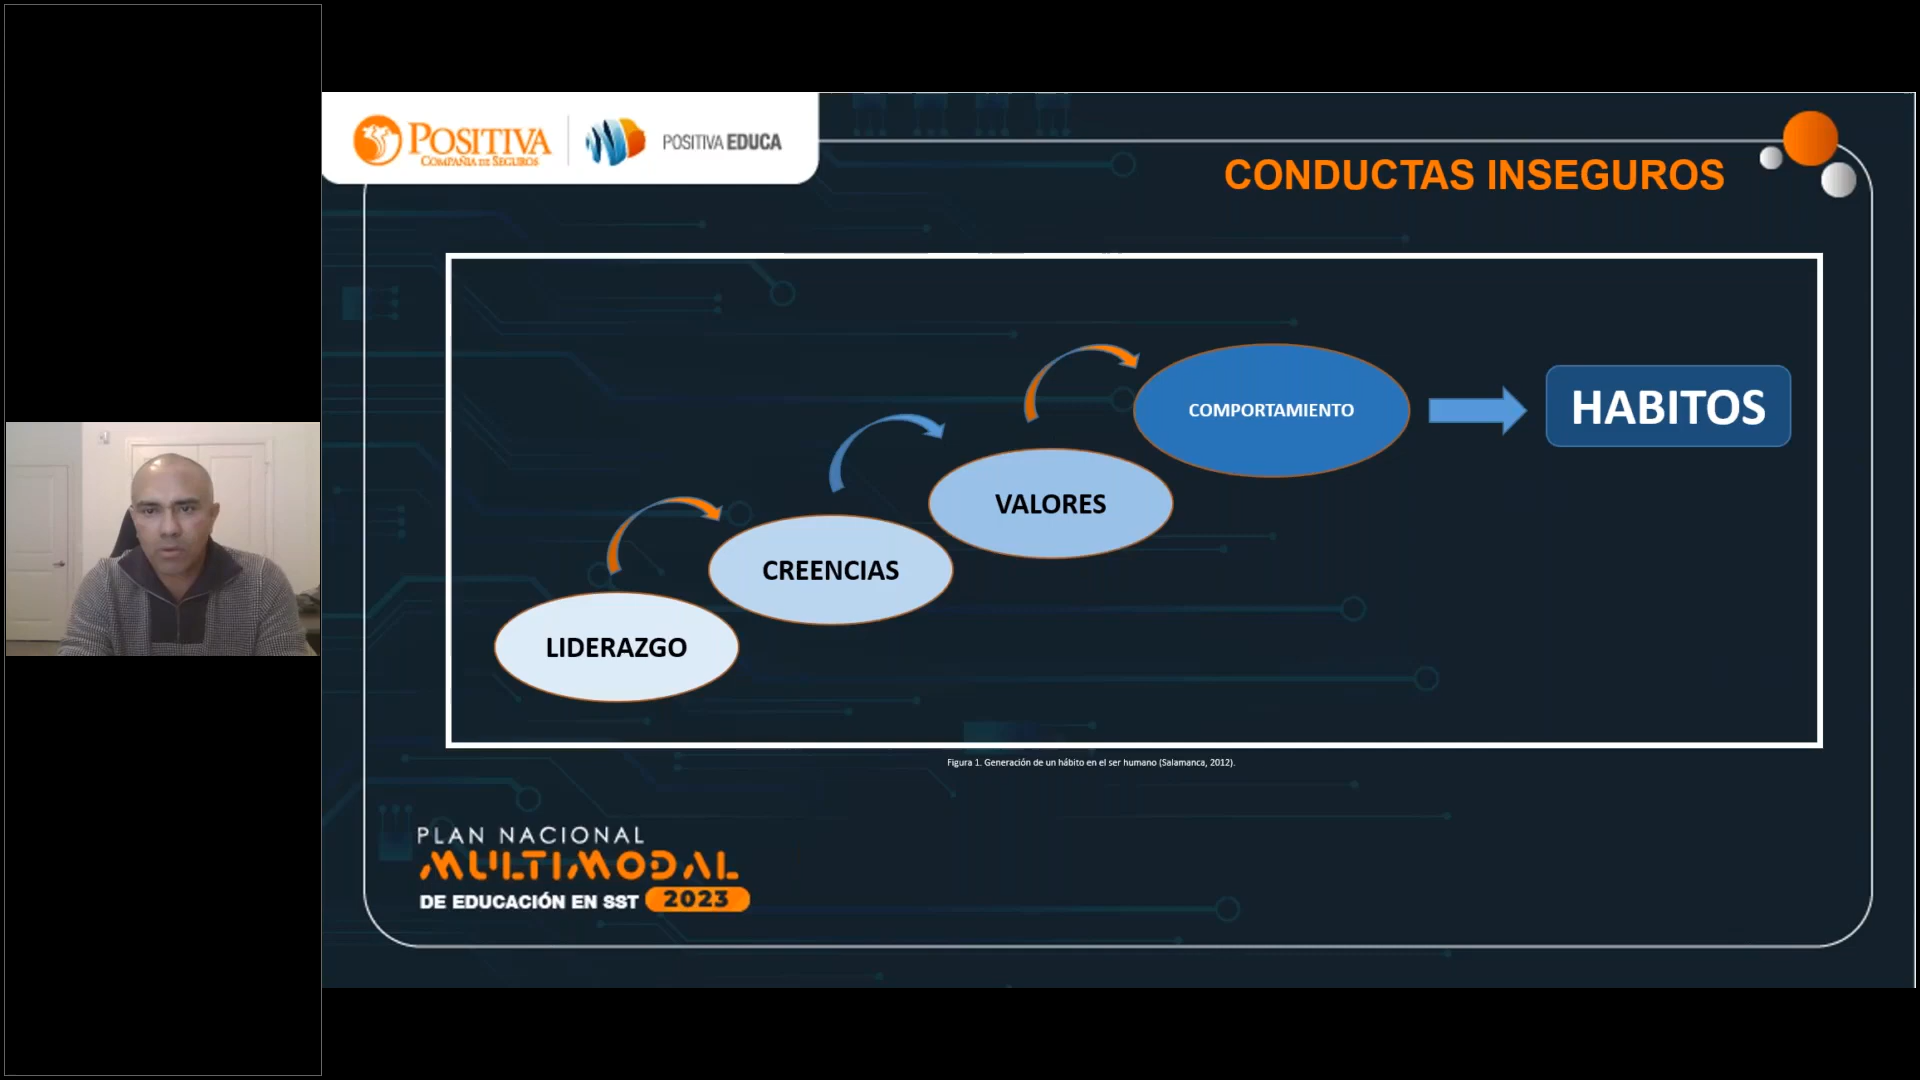 POSITIVA
COMPAÑIA DE SEGUROS
POSITIVA EDUCA
CONDUCTAS INSEGUROS
COMPORTAMIENTO
HABITOS
VALORES
CREENCIAS
LIDERAZGO
Figura 1. Generación de un hábito en el ser humano (Salamanca, 2012).
PLAN NACIONAL
MULTIMODAL
DE EDUCACIÓN EN SST 2023